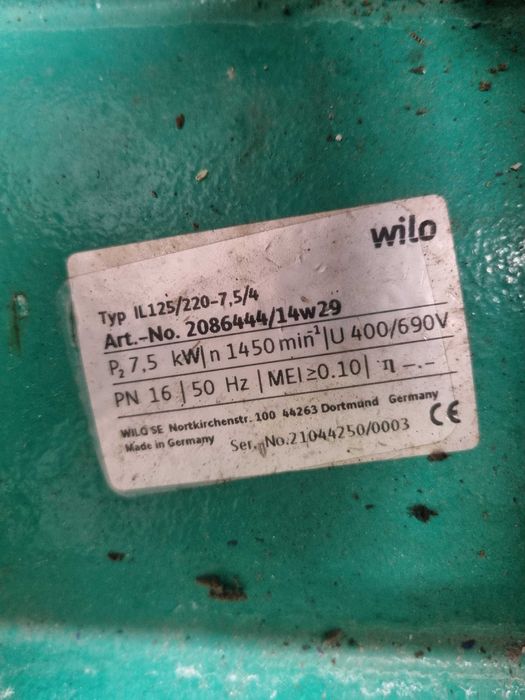 wilo
Typ IL125/220-7,5/4
Art.-No. 2086444/14w29
P₂ 7,5 kW|n 1450 min⁻¹|U 400/690V
PN 16 |50 Hz |MEI≥0.10| η -.-
WILO SE Nortkirchenstr. 100 44263 Dortmund Germany
Made in Germany Ser.-No.21044250/0003 CE